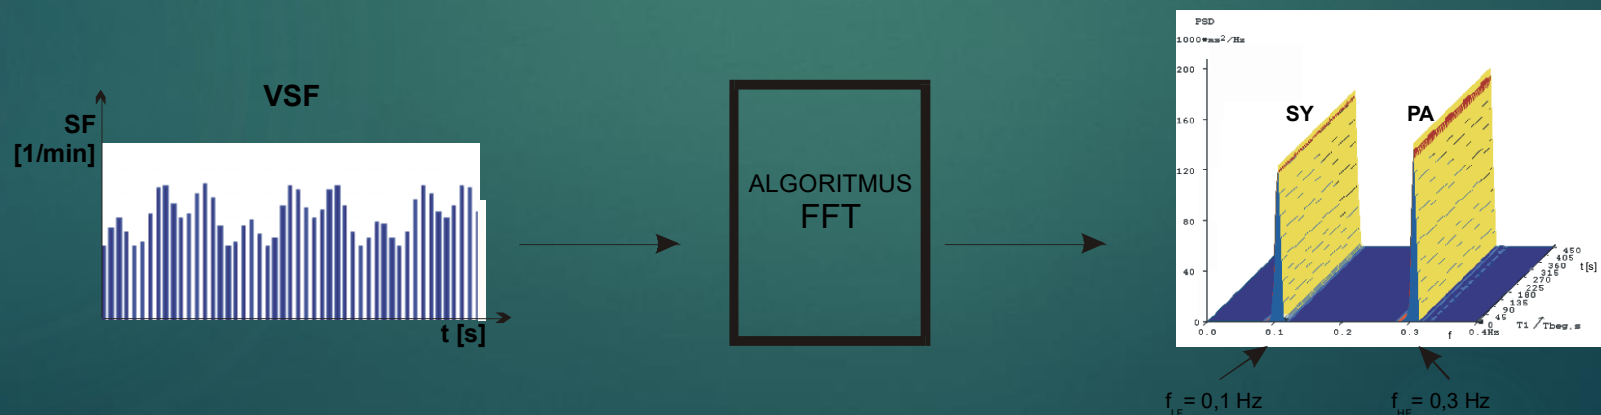 VSF
SF
[1/min]
t [s]
ALGORITMUS
FFT
PSD
1000*ms²/Hz
200
160
120
80
40
0
SY
PA
0.0
0.1
0.2
0.3
0.4Hz
f
0
45
90
135
180
225
270
315
360
405
450
t [s]
T1 / Tbeg,s
f LF = 0,1 Hz
f HF = 0,3 Hz